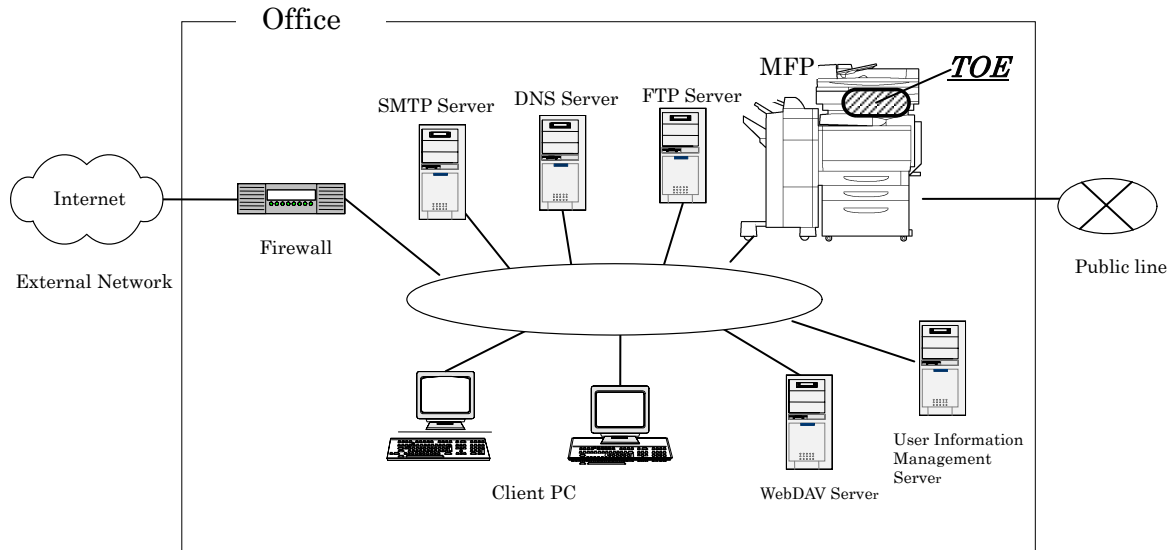 Office
MFP
TOE
SMTP Server
DNS Server
FTP Server
Internet
Firewall
External Network
Public line
Client PC
WebDAV Server
User Information
Management
Server